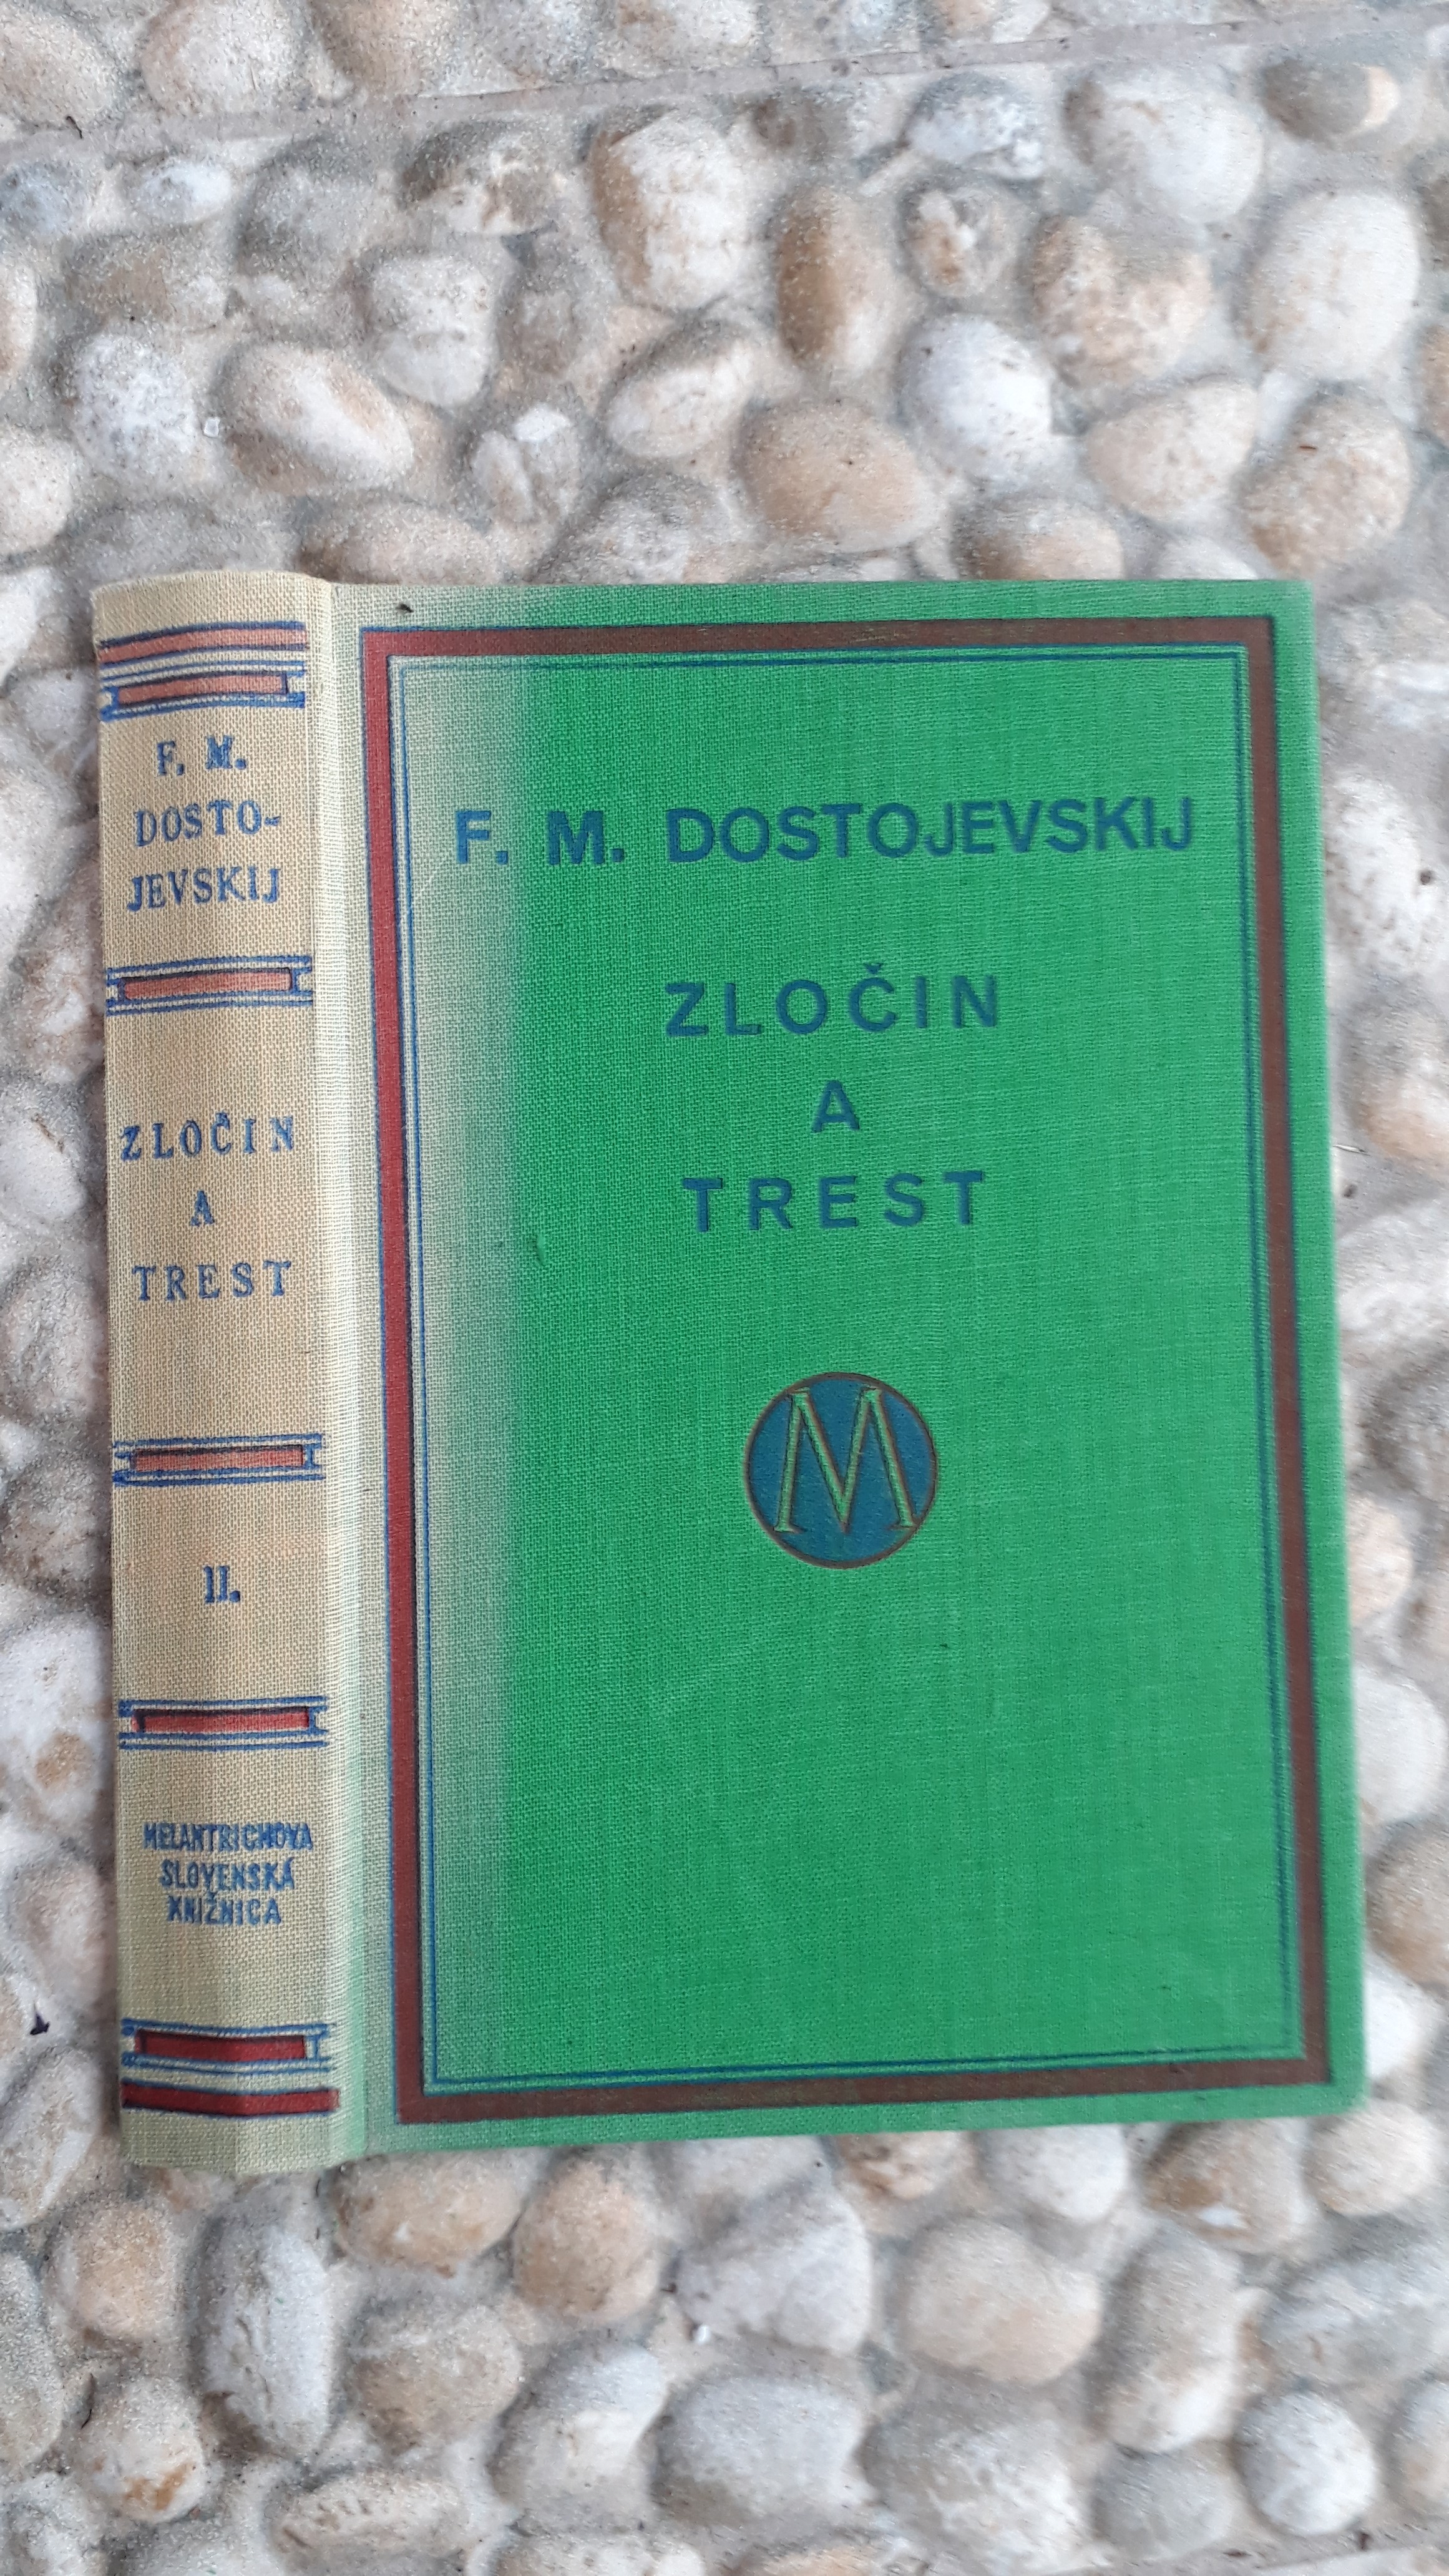 F. M.
DOSTO-
JEVSKIJ
ZLOČIN
A
TREST
II.
MELANTRICHOVA
SLOVENSKÁ
KNIŽNICA
F. M. DOSTOJEVSKIJ
ZLOČIN
A
TREST
M